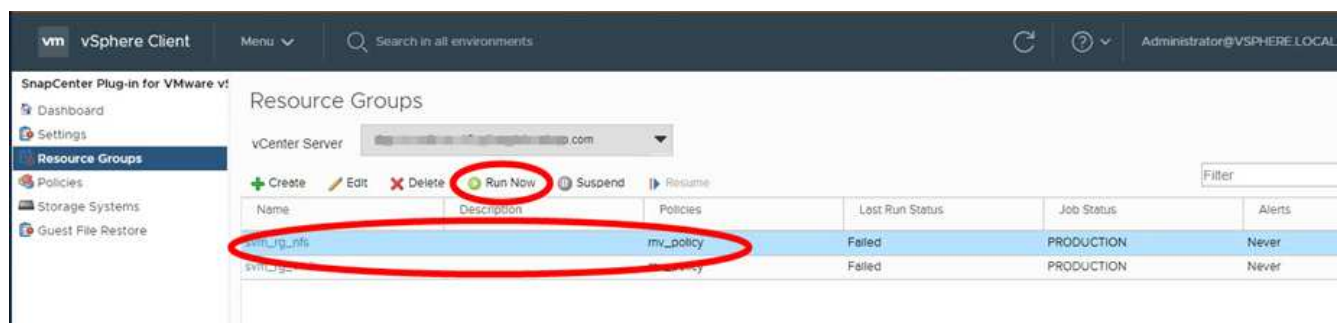 vm vSphere Client Menu Search in all environments Administrator@VSPHERE.LOCAL
SnapCenter Plug-in for VMware vS
Dashboard
Settings
Resource Groups
Policies
Storage Systems
Guest File Restore
Resource Groups
vCenter Server .com
Create Edit Delete Run Now Suspend Resume Filter
Name Description Policies Last Run Status Job Status Alerts
svm_rg_nfs mv_policy Failed PRODUCTION Never
Failed PRODUCTION Never